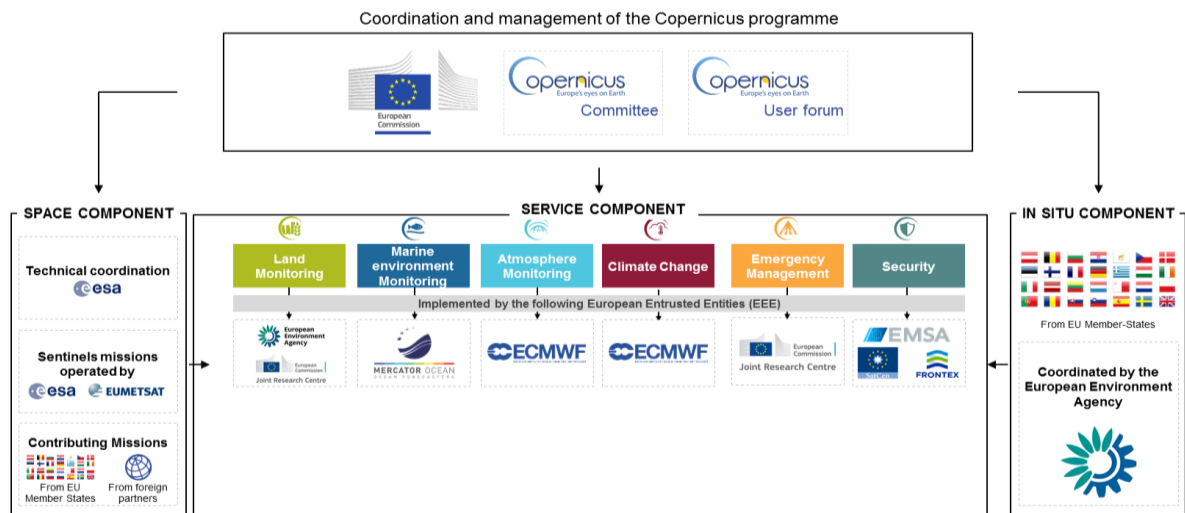 Coordination and management of the Copernicus programme
European
Commission
Copernicus
Europe's eyes on Earth
Committee
Copernicus
Europe's eyes on Earth
User forum
SPACE COMPONENT
Technical coordination
esa
Sentinels missions
operated by
esa
EUMETSAT
Contributing Missions
From EU
Member States
From foreign
partners
SERVICE COMPONENT
Land
Monitoring
Marine
environment
Monitoring
Atmosphere
Monitoring
Climate Change
Emergency
Management
Security
Implemented by the following European Entrusted Entities (EEE)
European
Environment
Agency
European
Commission
Joint Research Centre
MERCATOR OCEAN
OCEAN FORECASTERS
ECMWF
ECMWF
European
Commission
Joint Research Centre
EMSA
SatCen
FRONTEX
IN SITU COMPONENT
From EU Member-States
Coordinated by the
European Environment
Agency